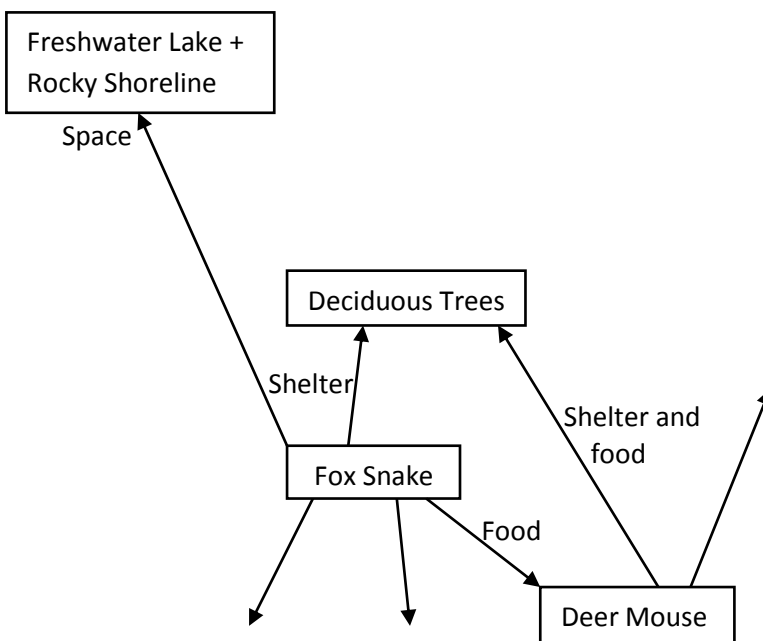 Freshwater Lake +
Rocky Shoreline
Space
Deciduous Trees
Shelter
Shelter and
food
Fox Snake
Food
Deer Mouse